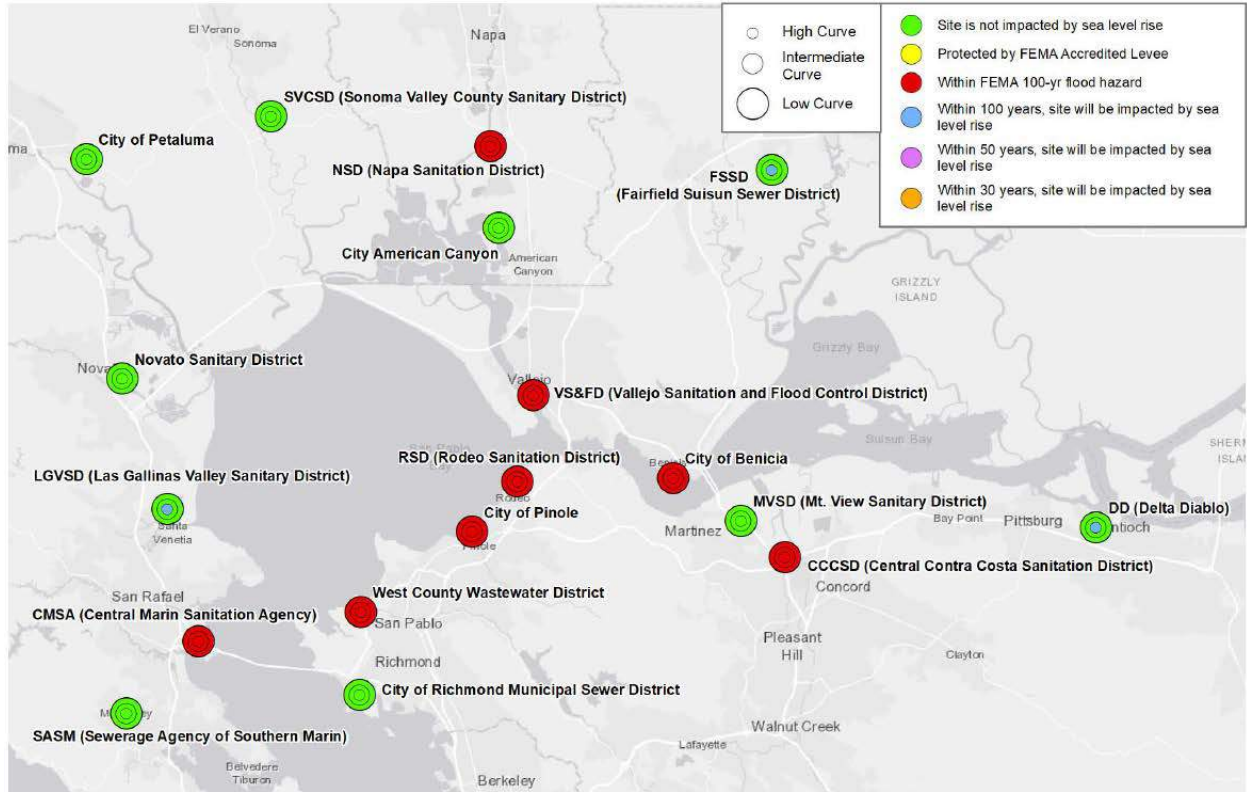 El Verano
Sonoma
Napa
SVCSD (Sonoma Valley County Sanitary District)
City of Petaluma
ma
NSD (Napa Sanitation District)
FSSD
(Fairfield Suisun Sewer District)
City American Canyon
American
Canyon
High Curve
Intermediate
Curve
Low Curve
Site is not impacted by sea level rise
Protected by FEMA Accredited Levee
Within FEMA 100-yr flood hazard
Within 100 years, site will be impacted by sea
level rise
Within 50 years, site will be impacted by sea
level rise
Within 30 years, site will be impacted by sea
level rise
GRIZZLY
ISLAND
Grizzly Bay
Novato Sanitary District
Nova
Vallejo
VS&FD (Vallejo Sanitation and Flood Control District)
San Pablo
Suisun Bay
SHERM
ISLAN
RSD (Rodeo Sanitation District)
Rodeo
City of Benicia
Beni
LGVSD (Las Gallinas Valley Sanitary District)
Santa
Venetia
City of Pinole
Pinole
MVSD (Mt. View Sanitary District)
Martinez
Bay Point
Pittsburg
DD (Delta Diablo)
ntioch
CCCSD (Central Contra Costa Sanitation District)
Concord
San Rafael
CMSA (Central Marin Sanitation Agency)
West County Wastewater District
San Pablo
Richmond
Pleasant
Hill
Clayton
City of Richmond Municipal Sewer District
SASM (Sewerage Agency of Southern Marin)
Walnut Creek
Lafayette
Belvedere
Tiburon
Berkeley